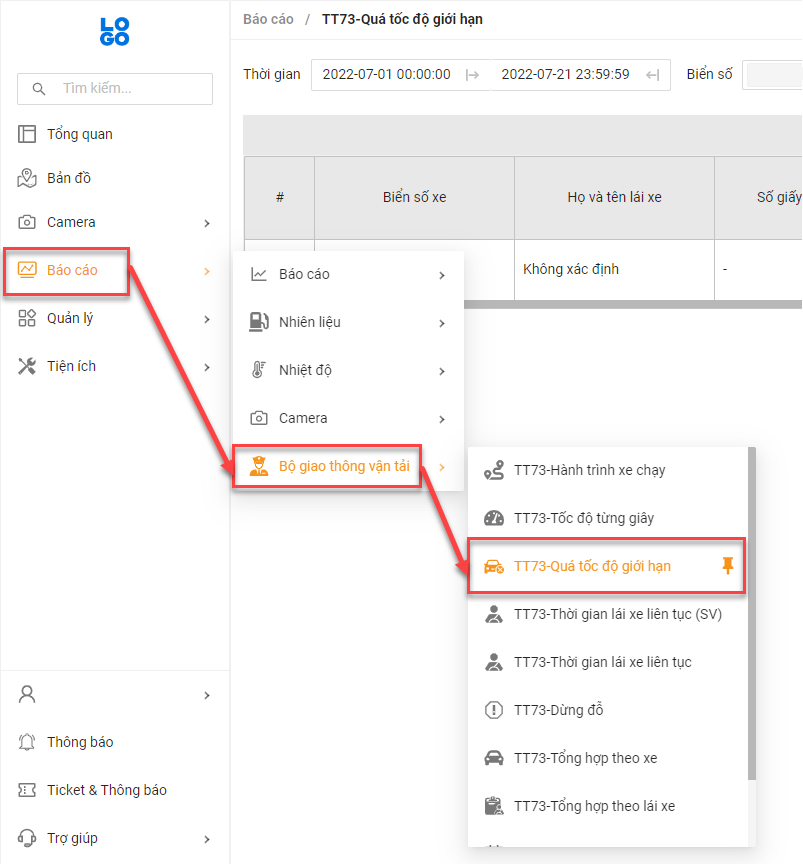 LO
GO
Tìm kiếm...
Tổng quan
Bản đồ
Camera
Báo cáo
Quản lý
Tiện ích
Thông báo
Ticket & Thông báo
Trợ giúp
Báo cáo / TT73-Quá tốc độ giới hạn
Thời gian 2022-07-01 00:00:00 2022-07-21 23:59:59 Biển số
# Biển số xe Họ và tên lái xe Số giấy
Không xác định -
Báo cáo
Nhiên liệu
Nhiệt độ
Camera
Bộ giao thông vận tải
TT73-Hành trình xe chạy
TT73-Tốc độ từng giây
TT73-Quá tốc độ giới hạn
TT73-Thời gian lái xe liên tục (SV)
TT73-Thời gian lái xe liên tục
TT73-Dừng đỗ
TT73-Tổng hợp theo xe
TT73-Tổng hợp theo lái xe